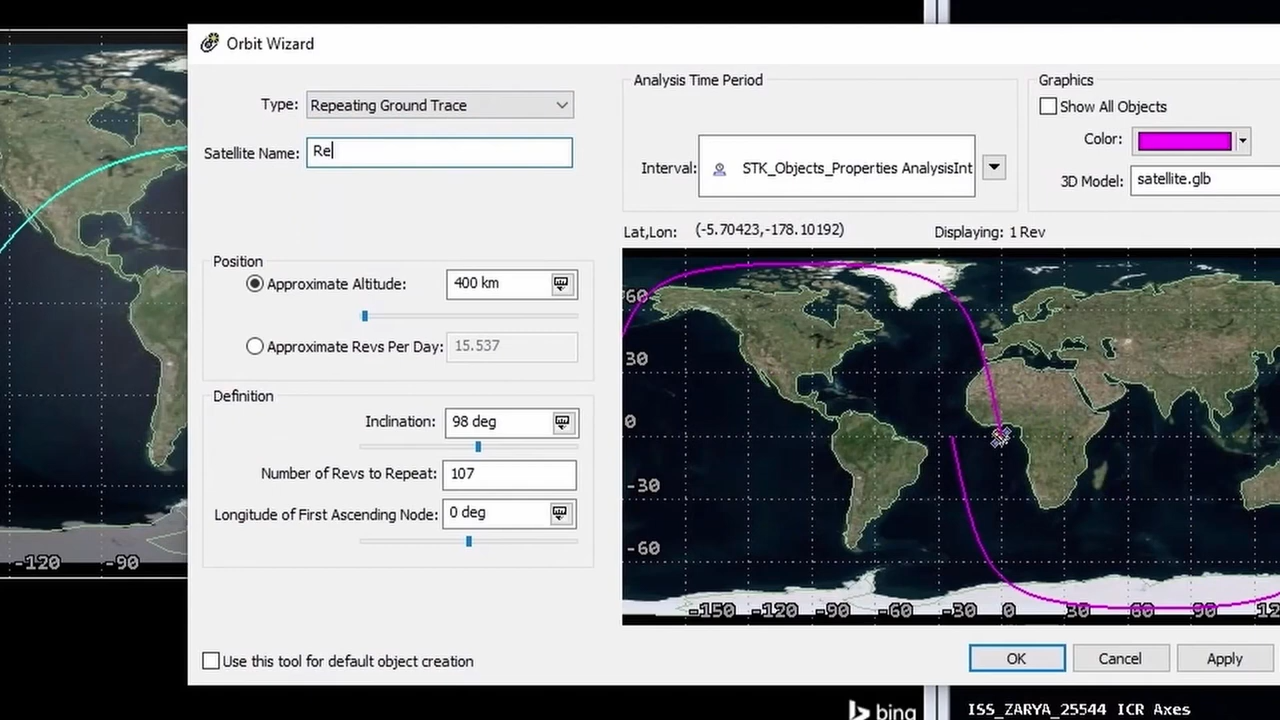 Orbit Wizard
Type: Repeating Ground Trace
Satellite Name: Re
Position
Approximate Altitude: 400 km
Approximate Revs Per Day: 15.537
Definition
Inclination: 98 deg
Number of Revs to Repeat: 107
Longitude of First Ascending Node: 0 deg
Use this tool for default object creation
Analysis Time Period
Interval: STK_Objects_Properties AnalysisInt
Graphics
Show All Objects
Color:
3D Model: satellite.glb
Lat,Lon: (-5.70423,-178.10192)
Displaying: 1 Rev
60
30
0
-30
-60
-150 -120 -90 -60 -30 0 30 60 90 12
OK Cancel Apply
-120 -90
bing
ISS_ZARYA_25544 ICR Axes